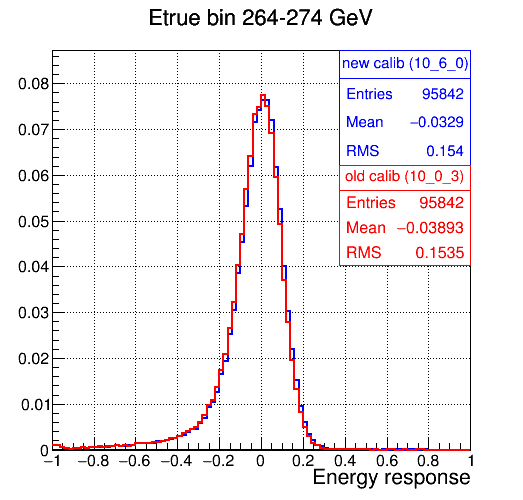 Etrue bin 264-274 GeV
new calib (10_6_0)
Entries 95842
Mean −0.0329
RMS 0.154
old calib (10_0_3)
Entries 95842
Mean −0.03893
RMS 0.1535
0.08
0.07
0.06
0.05
0.04
0.03
0.02
0.01
0
−1 −0.8 −0.6 −0.4 −0.2 0 0.2 0.4 0.6 0.8 1
Energy response